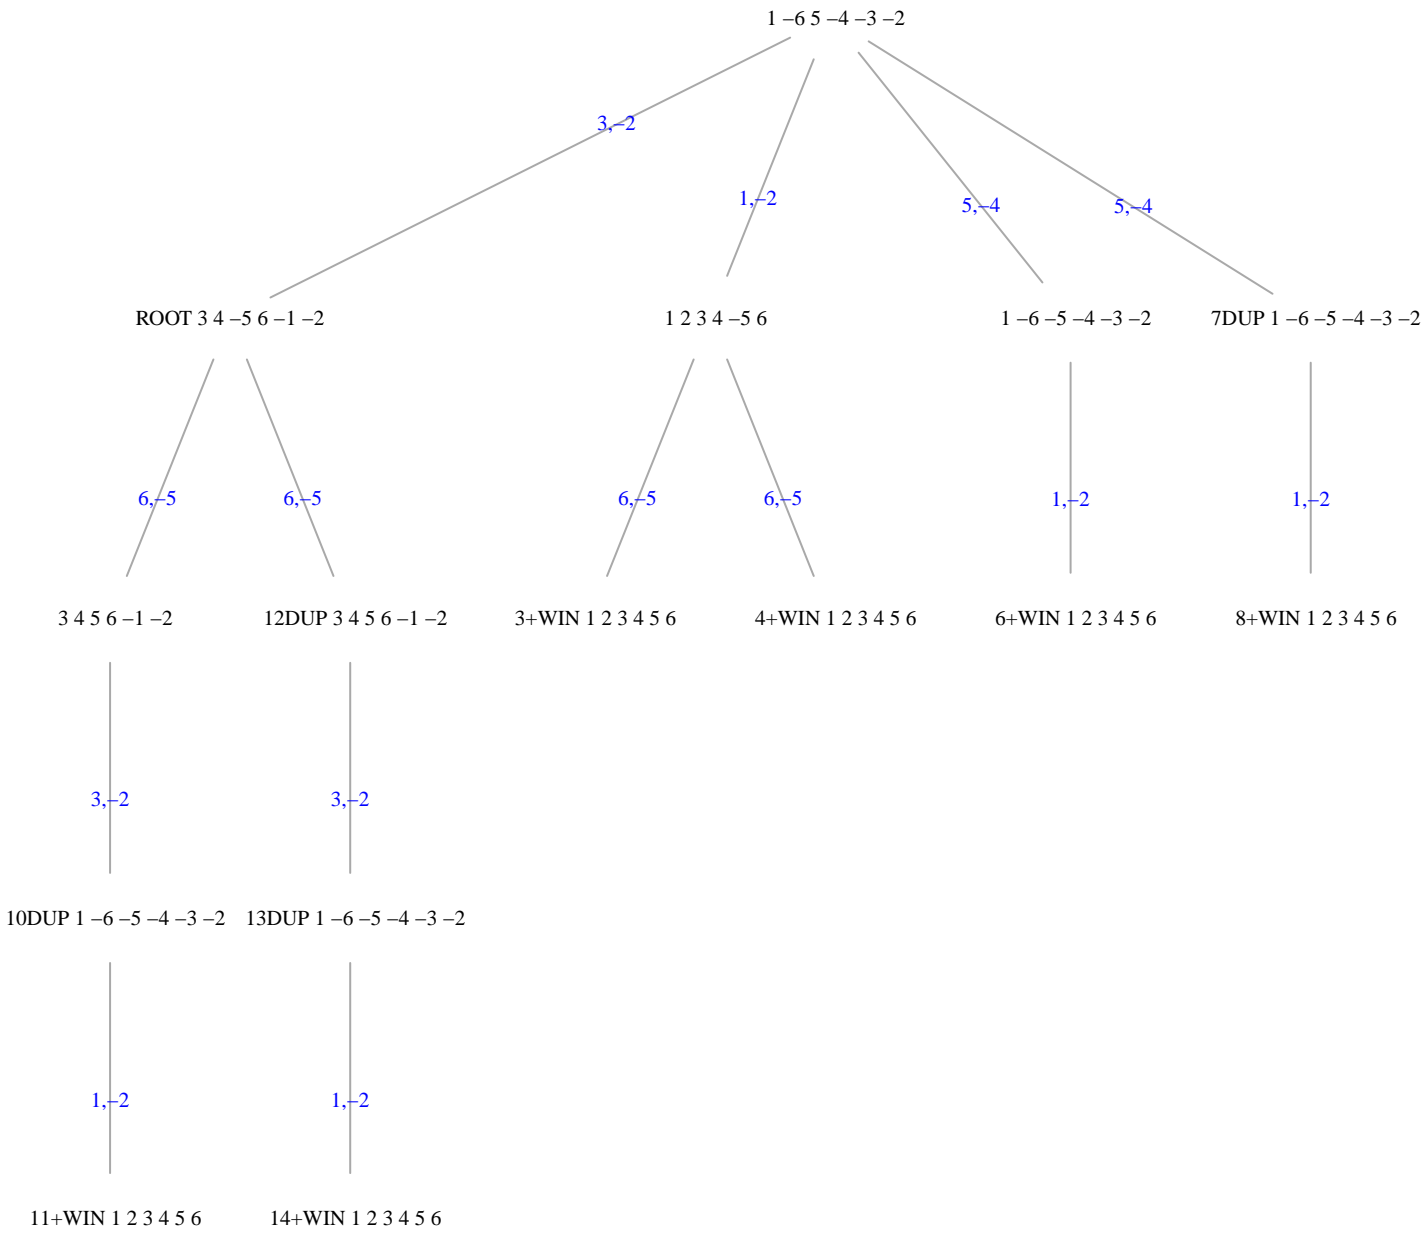 1 –6 5 –4 –3 –2
3,–2
1,–2
5,–4
5,–4
ROOT 3 4 –5 6 –1 –2
1 2 3 4 –5 6
1 –6 –5 –4 –3 –2
7DUP 1 –6 –5 –4 –3 –2
6,–5
6,–5
6,–5
6,–5
1,–2
1,–2
3 4 5 6 –1 –2
12DUP 3 4 5 6 –1 –2
3+WIN 1 2 3 4 5 6
4+WIN 1 2 3 4 5 6
6+WIN 1 2 3 4 5 6
8+WIN 1 2 3 4 5 6
3,–2
3,–2
10DUP 1 –6 –5 –4 –3 –2
13DUP 1 –6 –5 –4 –3 –2
1,–2
1,–2
11+WIN 1 2 3 4 5 6
14+WIN 1 2 3 4 5 6